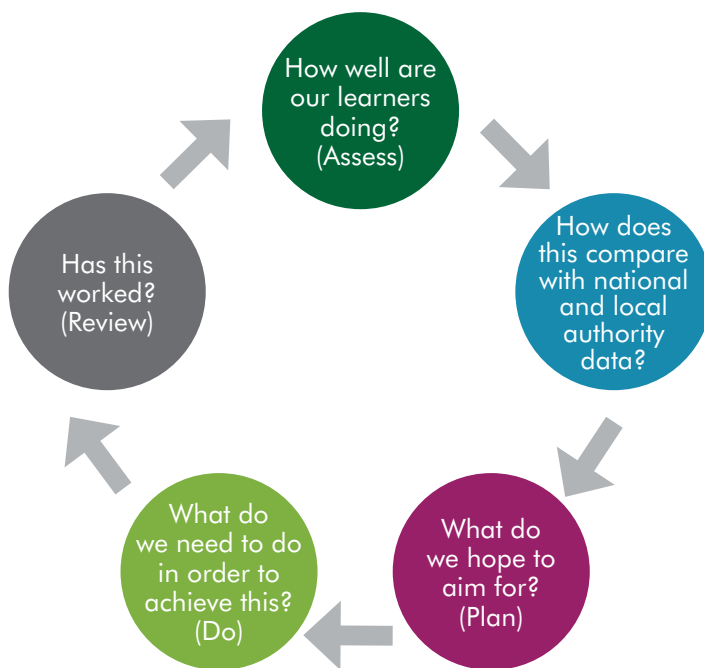 How well are
our learners
doing?
(Assess)
How does
this compare
with national
and local
authority
data?
What do
we hope to
aim for?
(Plan)
What do
we need to do
in order to
achieve this?
(Do)
Has this
worked?
(Review)